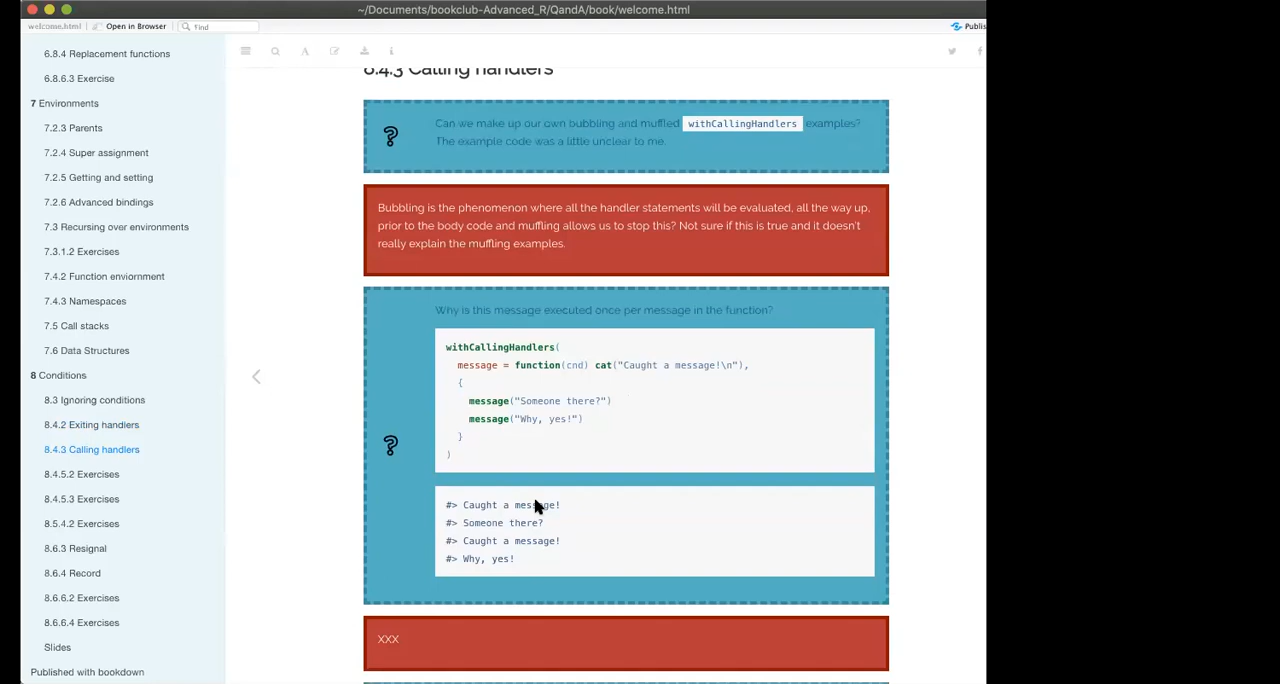 ~/Documents/bookclub-Advanced_R/QandA/book/welcome.html
welcome.html Open in Browser Find Publis
6.8.4 Replacement functions
6.8.6.3 Exercise
7 Environments
7.2.3 Parents
7.2.4 Super assignment
7.2.5 Getting and setting
7.2.6 Advanced bindings
7.3 Recursing over environments
7.3.1.2 Exercises
7.4.2 Function enviornment
7.4.3 Namespaces
7.5 Call stacks
7.6 Data Structures
8 Conditions
8.3 Ignoring conditions
8.4.2 Exiting handlers
8.4.3 Calling handlers
8.4.5.2 Exercises
8.4.5.3 Exercises
8.5.4.2 Exercises
8.6.3 Resignal
8.6.4 Record
8.6.6.2 Exercises
8.6.6.4 Exercises
Slides
Published with bookdown
8.4.3 Calling handlers
Can we make up our own bubbling and muffled withCallingHandlers examples?
The example code was a little unclear to me.
Bubbling is the phenomenon where all the handler statements will be evaluated, all the way up,
prior to the body code and muffling allows us to stop this? Not sure if this is true and it doesn't
really explain the muffling examples.
Why is this message executed once per message in the function?
withCallingHandlers(
message = function(cnd) cat("Caught a message!\n"),
{
message("Someone there?")
message("Why, yes!")
}
)
#> Caught a message!
#> Someone there?
#> Caught a message!
#> Why, yes!
XXX